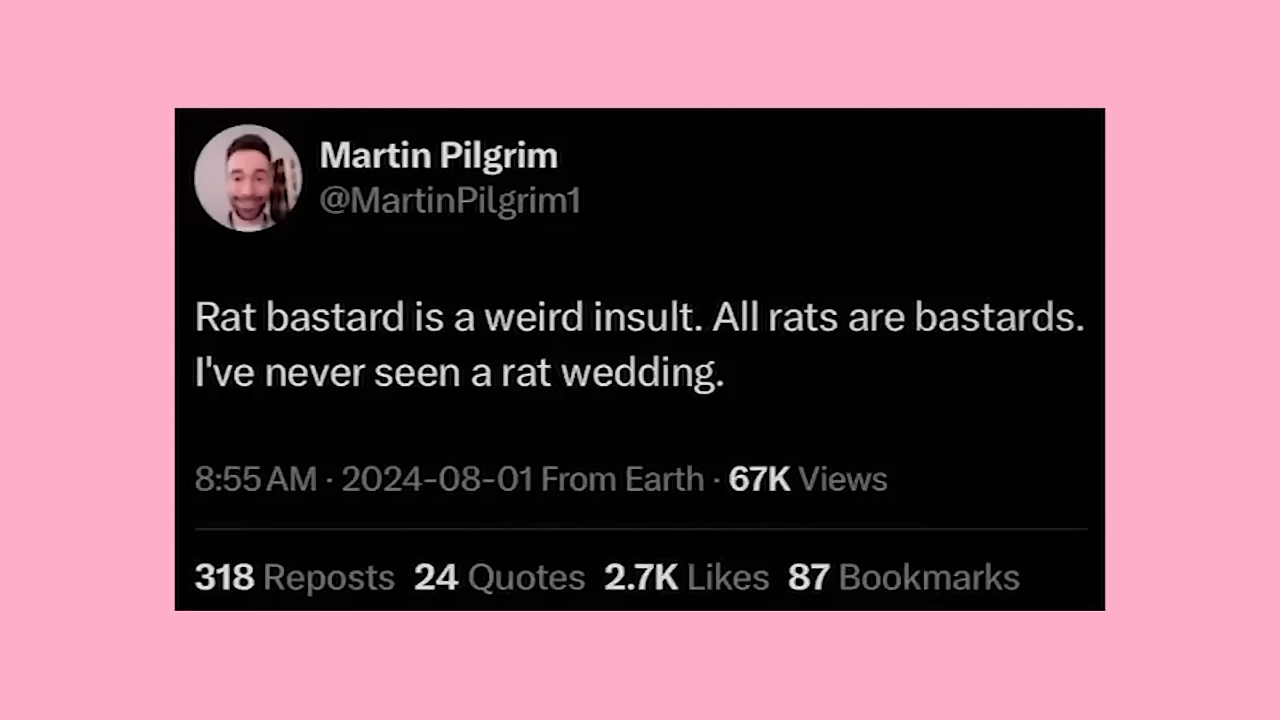 Martin Pilgrim
@MartinPilgrim1
Rat bastard is a weird insult. All rats are bastards.
I've never seen a rat wedding.
8:55 AM · 2024-08-01 From Earth · 67K Views
318 Reposts 24 Quotes 2.7K Likes 87 Bookmarks